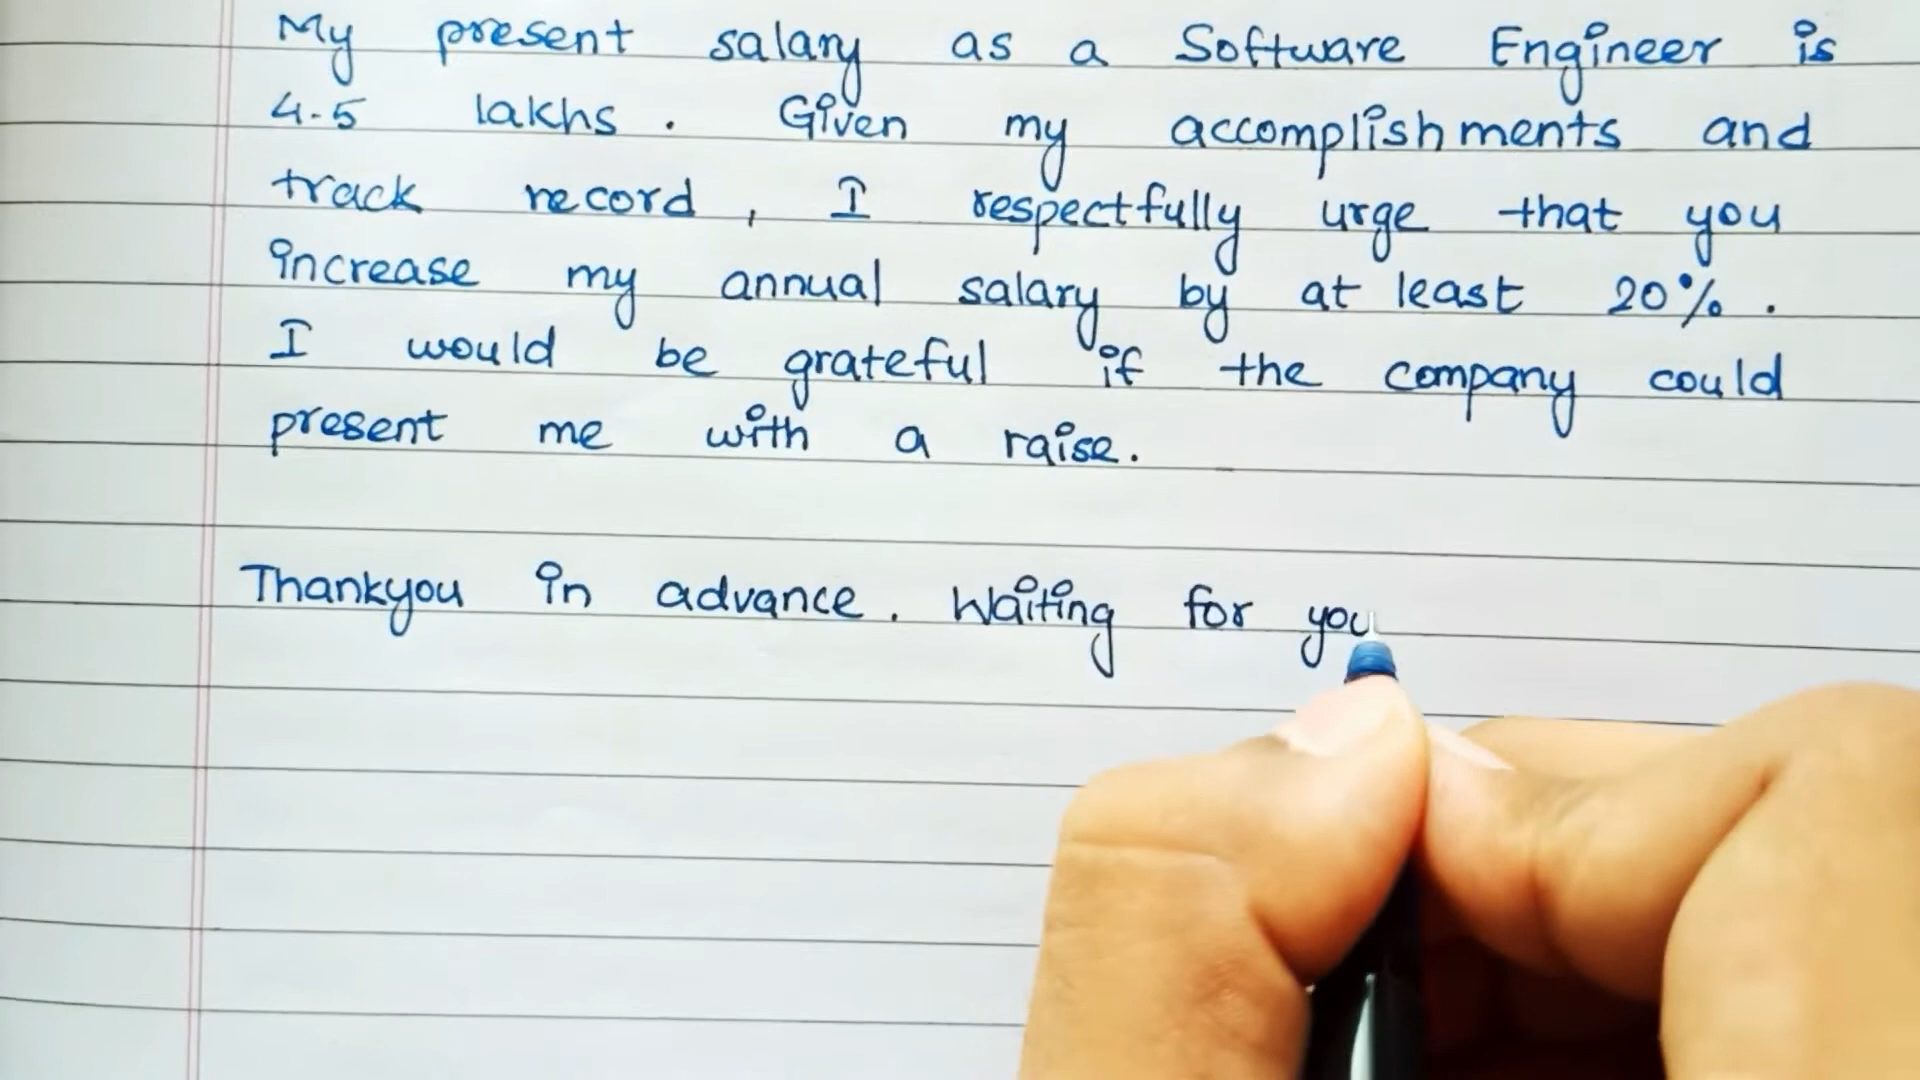 My present salary as a Software Engineer is
4.5 lakhs. Given my accomplishments and
track record, I respectfully urge that you
increase my annual salary by at least 20%.
I would be grateful if the company could
present me with a raise.
Thankyou in advance. Waiting for you